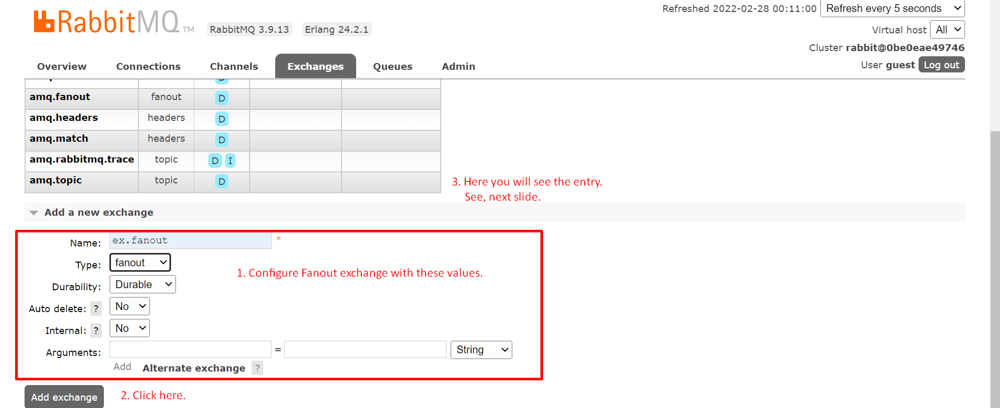 Refreshed 2022-02-28 00:11:00 Refresh every 5 seconds
RabbitMQ TM RabbitMQ 3.9.13 Erlang 24.2.1
Virtual host All
Cluster rabbit@0be0eae49746
User guest Log out
Overview Connections Channels Exchanges Queues Admin
amq.fanout fanout D
amq.headers headers D
amq.match headers D
amq.rabbitmq.trace topic D I
amq.topic topic D
3. Here you will see the entry.
See, next slide.
Add a new exchange
Name: ex.fanout *
Type: fanout
1. Configure Fanout exchange with these values.
Durability: Durable
Auto delete: ? No
Internal: ? No
Arguments: = String
Add Alternate exchange ?
Add exchange 2. Click here.